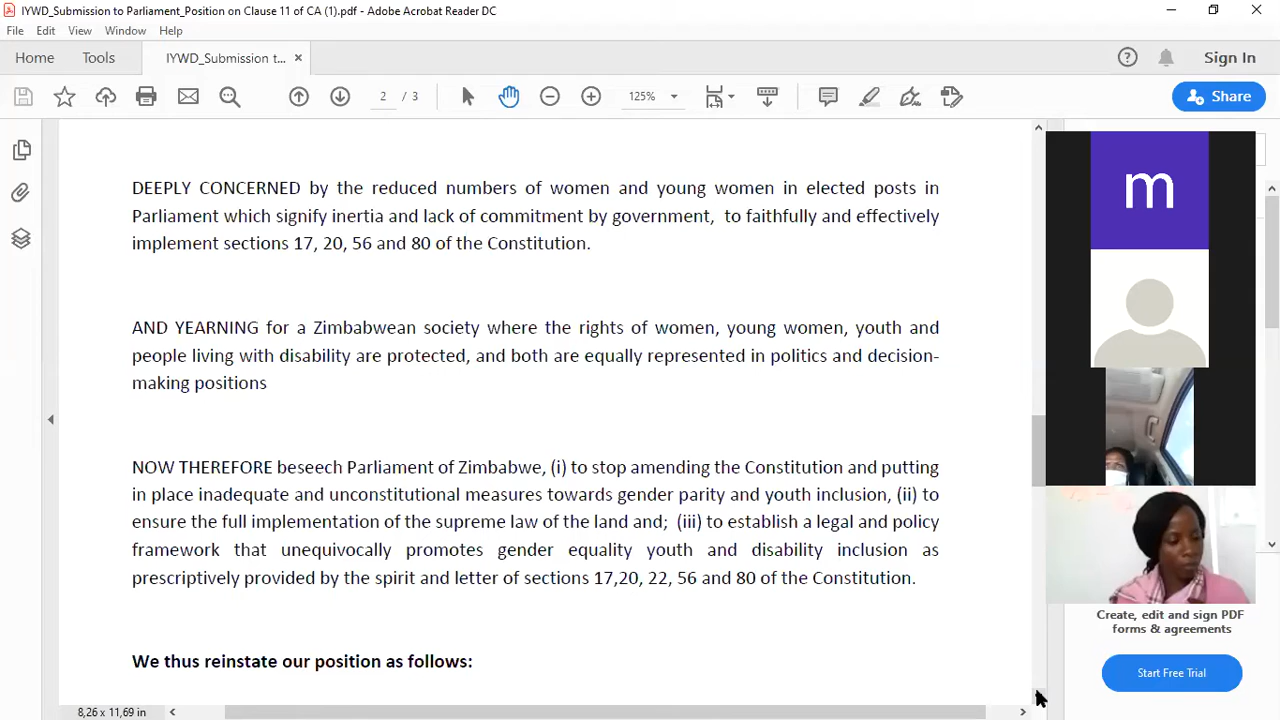 IYWD_Submission to Parliament_Position on Clause 11 of CA (1).pdf - Adobe Acrobat Reader DC
File Edit View Window Help
Home Tools IYWD_Submission t... × Sign In
2 / 3 125% Share
DEEPLY CONCERNED by the reduced numbers of women and young women in elected posts in
Parliament which signify inertia and lack of commitment by government, to faithfully and effectively
implement sections 17, 20, 56 and 80 of the Constitution.
AND YEARNING for a Zimbabwean society where the rights of women, young women, youth and
people living with disability are protected, and both are equally represented in politics and decision-
making positions
NOW THEREFORE beseech Parliament of Zimbabwe, (i) to stop amending the Constitution and putting
in place inadequate and unconstitutional measures towards gender parity and youth inclusion, (ii) to
ensure the full implementation of the supreme law of the land and; (iii) to establish a legal and policy
framework that unequivocally promotes gender equality youth and disability inclusion as
prescriptively provided by the spirit and letter of sections 17,20, 22, 56 and 80 of the Constitution.
We thus reinstate our position as follows:
8,26 x 11,69 in
m
Create, edit and sign PDF
forms & agreements
Start Free Trial